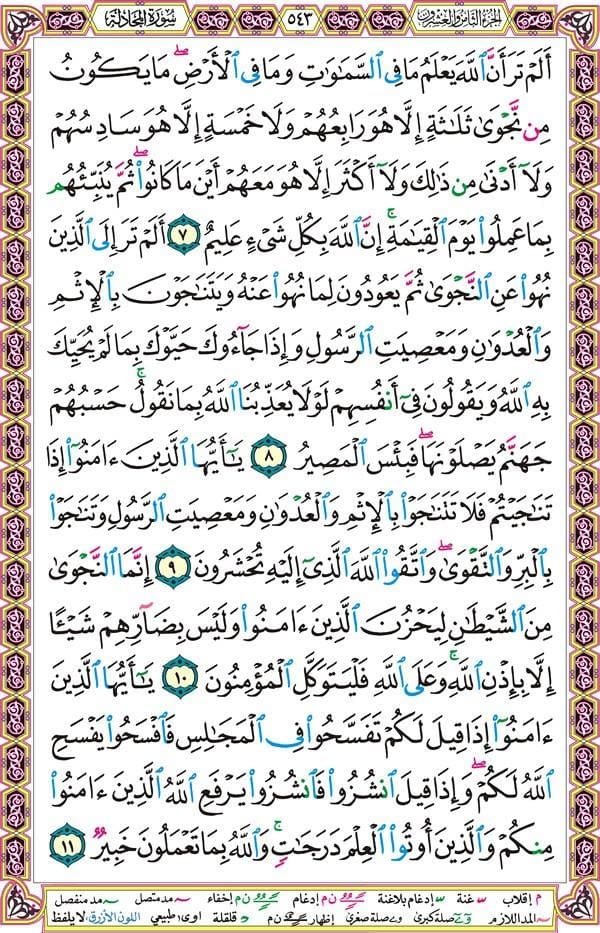 الجزء الثامن والعشرون
٥٤٣
سورة المجادلة
أَلَمْ تَرَ أَنَّ ٱللَّهَ يَعْلَمُ مَا فِي ٱلسَّمَٰوَٰتِ وَمَا فِي ٱلْأَرْضِۖ مَا يَكُونُ
مِن نَّجْوَىٰ ثَلَٰثَةٍ إِلَّا هُوَ رَابِعُهُمْ وَلَا خَمْسَةٍ إِلَّا هُوَ سَادِسُهُمْ
وَلَآ أَدْنَىٰ مِن ذَٰلِكَ وَلَآ أَكْثَرَ إِلَّا هُوَ مَعَهُمْ أَيْنَ مَا كَانُوا۟ۖ ثُمَّ يُنَبِّئُهُم
بِمَا عَمِلُوا۟ يَوْمَ ٱلْقِيَٰمَةِۚ إِنَّ ٱللَّهَ بِكُلِّ شَىْءٍ عَلِيمٌ ٧ أَلَمْ تَرَ إِلَى ٱلَّذِينَ
نُهُوا۟ عَنِ ٱلنَّجْوَىٰ ثُمَّ يَعُودُونَ لِمَا نُهُوا۟ عَنْهُ وَيَتَنَٰجَوْنَ بِٱلْإِثْمِ
وَٱلْعُدْوَٰنِ وَمَعْصِيَتِ ٱلرَّسُولِ وَإِذَا جَآءُوكَ حَيَّوْكَ بِمَا لَمْ يُحَيِّكَ
بِهِ ٱللَّهُ وَيَقُولُونَ فِىٓ أَنفُسِهِمْ لَوْلَا يُعَذِّبُنَا ٱللَّهُ بِمَا نَقُولُۚ حَسْبُهُمْ
جَهَنَّمُ يَصْلَوْنَهَاۖ فَبِئْسَ ٱلْمَصِيرُ ٨ يَٰٓأَيُّهَا ٱلَّذِينَ ءَامَنُوٓا۟ إِذَا
تَنَٰجَيْتُمْ فَلَا تَتَنَٰجَوْا۟ بِٱلْإِثْمِ وَٱلْعُدْوَٰنِ وَمَعْصِيَتِ ٱلرَّسُولِ وَتَنَٰجَوْا۟
بِٱلْبِرِّ وَٱلتَّقْوَىٰۖ وَٱتَّقُوا۟ ٱللَّهَ ٱلَّذِىٓ إِلَيْهِ تُحْشَرُونَ ٩ إِنَّمَا ٱلنَّجْوَىٰ
مِنَ ٱلشَّيْطَٰنِ لِيَحْزُنَ ٱلَّذِينَ ءَامَنُوا۟ وَلَيْسَ بِضَآرِّهِمْ شَيْـًٔا
إِلَّا بِإِذْنِ ٱللَّهِۚ وَعَلَى ٱللَّهِ فَلْيَتَوَكَّلِ ٱلْمُؤْمِنُونَ ١٠ يَٰٓأَيُّهَا ٱلَّذِينَ
ءَامَنُوٓا۟ إِذَا قِيلَ لَكُمْ تَفَسَّحُوا۟ فِى ٱلْمَجَٰلِسِ فَٱفْسَحُوا۟ يَفْسَحِ
ٱللَّهُ لَكُمْۖ وَإِذَا قِيلَ ٱنشُزُوا۟ فَٱنشُزُوا۟ يَرْفَعِ ٱللَّهُ ٱلَّذِينَ ءَامَنُوا۟
مِنكُمْ وَٱلَّذِينَ أُوتُوا۟ ٱلْعِلْمَ دَرَجَٰتٍۚ وَٱللَّهُ بِمَا تَعْمَلُونَ خَبِيرٌ ١١
م إقلاب غنة إدغام بلاغنة ن م إدغام إخفاء مد متصل مد منفصل
المد اللازم صلة كبرى صلة صغرى إظهار ن م قلقلة اوى طبيعي اللون الأزرق لا يلفظ